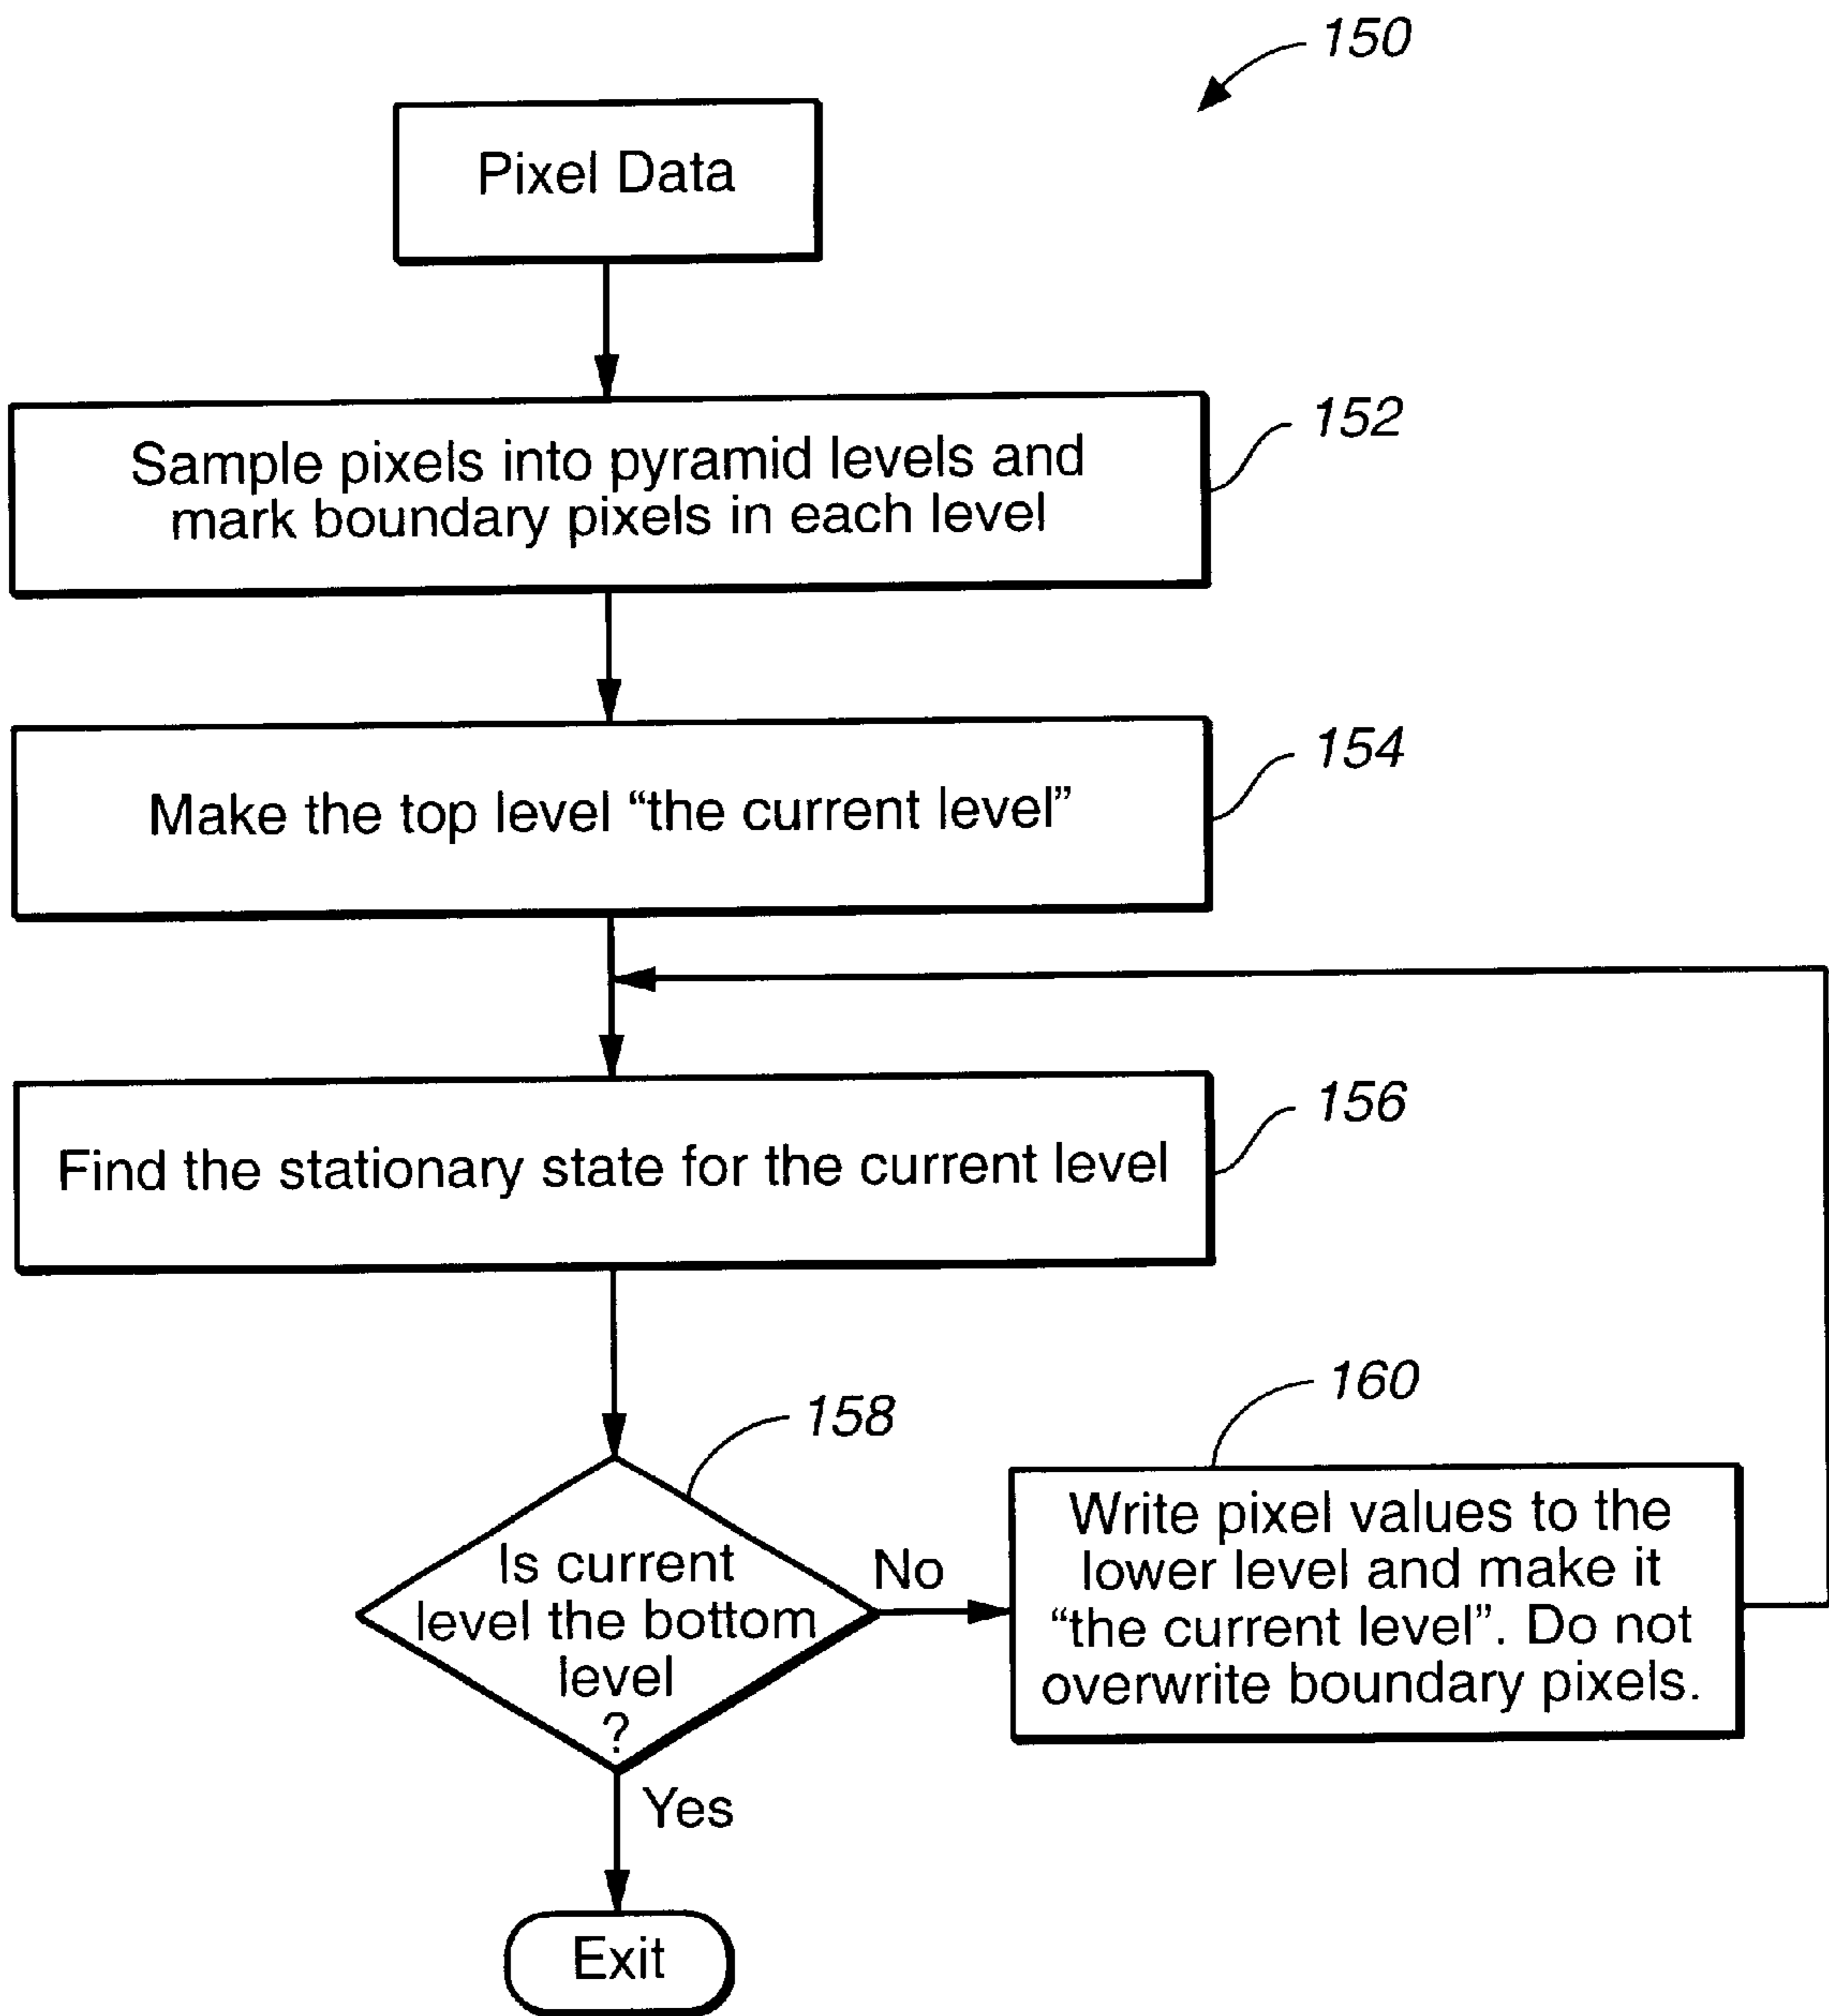 150
Pixel Data
152
Sample pixels into pyramid levels and
mark boundary pixels in each level
154
Make the top level “the current level”
156
Find the stationary state for the current level
158
Is current
level the bottom
level
?
No
160
Write pixel values to the
lower level and make it
“the current level”. Do not
overwrite boundary pixels.
Yes
Exit